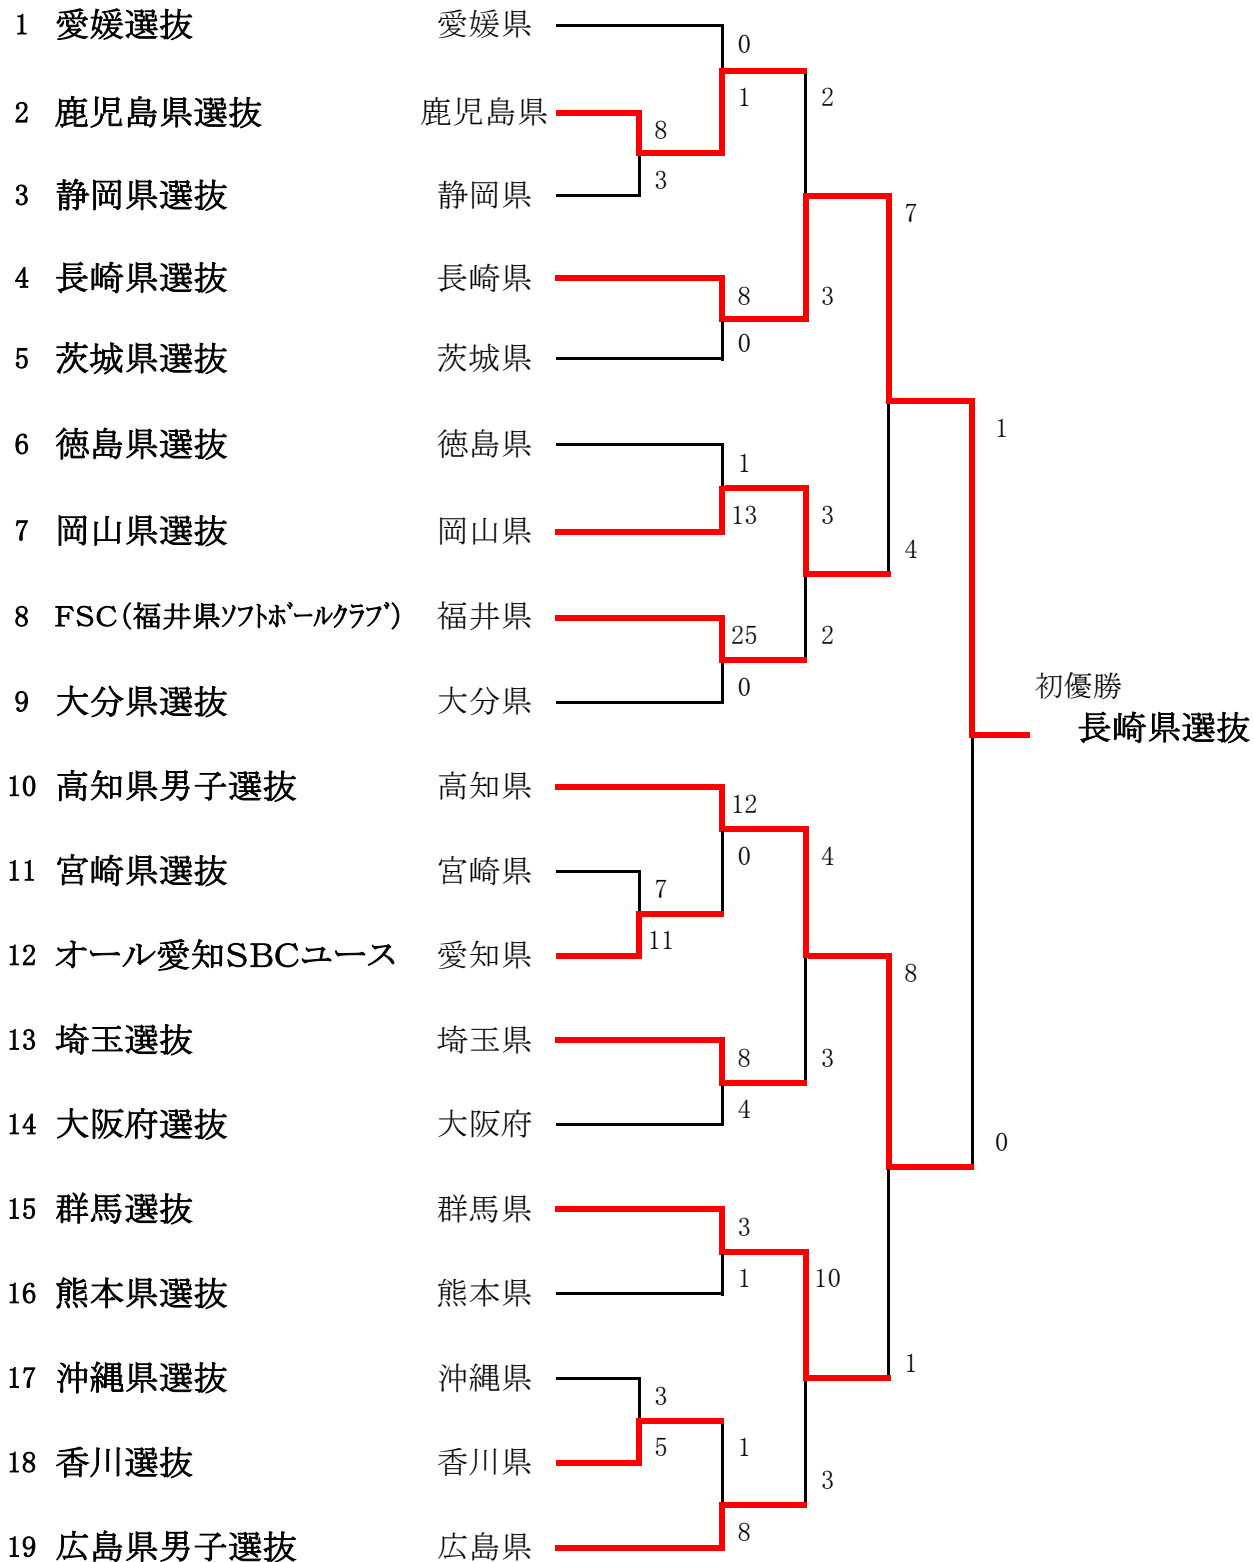 1 愛媛選抜 愛媛県
0
2 鹿児島県選抜 鹿児島県
1 2
8
3
3 静岡県選抜 静岡県
7
4 長崎県選抜 長崎県
8 3
0
5 茨城県選抜 茨城県
1
6 徳島県選抜 徳島県
1
13 3
7 岡山県選抜 岡山県
4
8 FSC(福井県ソフトボールクラブ) 福井県
25 2
0
9 大分県選抜 大分県
初優勝
長崎県選抜
10 高知県男子選抜 高知県
12
0 4
11 宮崎県選抜 宮崎県
7
11
12 オール愛知SBCユース 愛知県
8
13 埼玉選抜 埼玉県
8 3
4
14 大阪府選抜 大阪府
0
15 群馬選抜 群馬県
3
1 10
16 熊本県選抜 熊本県
1
17 沖縄県選抜 沖縄県
3
5 1
18 香川選抜 香川県
3
8
19 広島県男子選抜 広島県